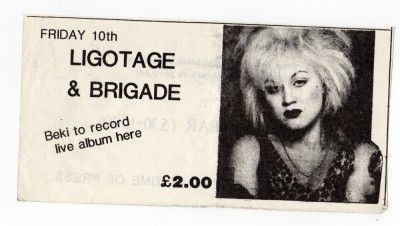 FRIDAY 10th
LIGOTAGE
& BRIGADE
Beki to record
live album here
£2.00